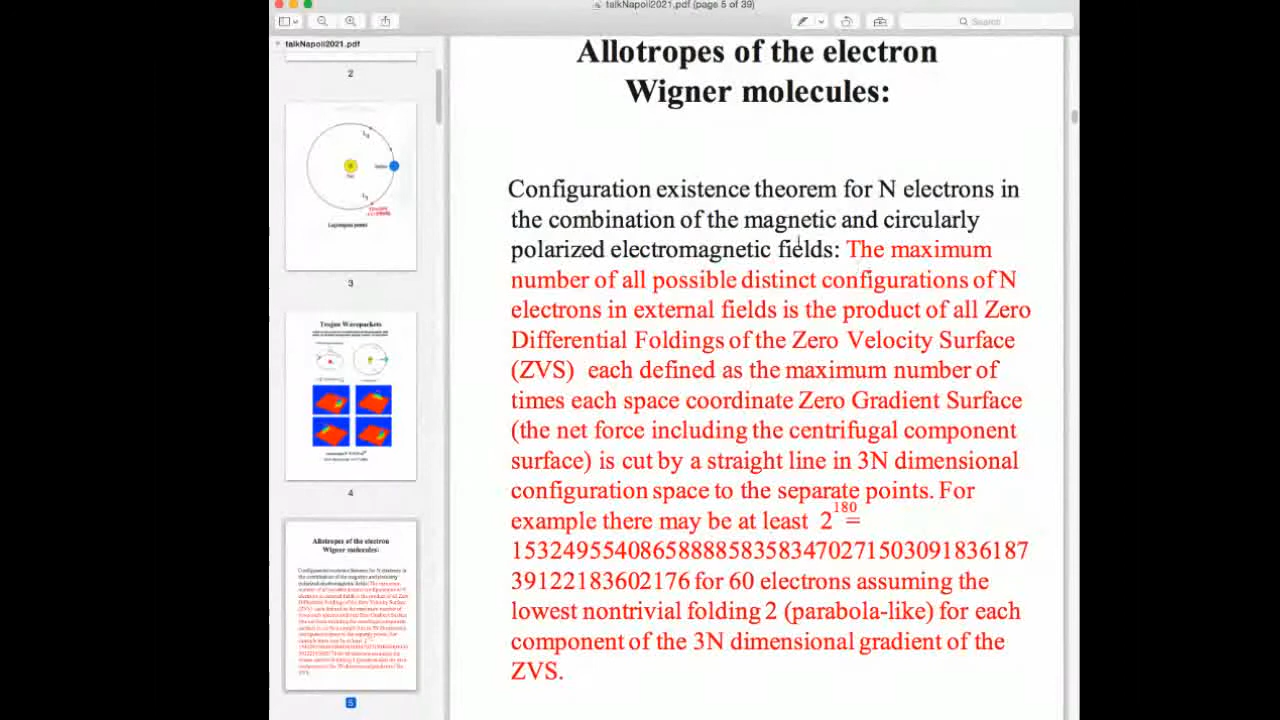 talkNapoli2021.pdf (page 5 of 39)
Search
talkNapoli2021.pdf
2
Lagrange points
3
Trojan Wavepackets
4
Allotropes of the electron
Wigner molecules:
5
Allotropes of the electron
Wigner molecules:
Configuration existence theorem for N electrons in
the combination of the magnetic and circularly
polarized electromagnetic fields: The maximum
number of all possible distinct configurations of N
electrons in external fields is the product of all Zero
Differential Foldings of the Zero Velocity Surface
(ZVS) each defined as the maximum number of
times each space coordinate Zero Gradient Surface
(the net force including the centrifugal component
surface) is cut by a straight line in 3N dimensional
configuration space to the separate points. For
example there may be at least 2^180=
15324955408658888583583470271503091836187
39122183602176 for 60 electrons assuming the
lowest nontrivial folding 2 (parabola-like) for each
component of the 3N dimensional gradient of the
ZVS.